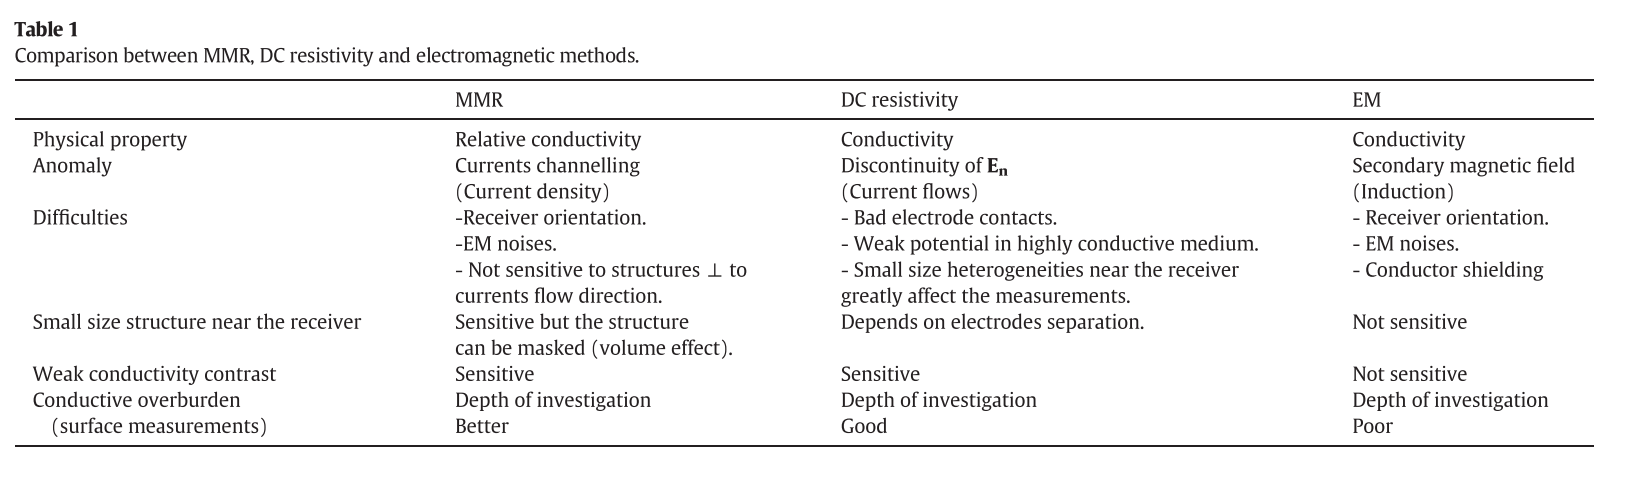 Table 1
Comparison between MMR, DC resistivity and electromagnetic methods.
MMR DC resistivity EM
Physical property Relative conductivity Conductivity Conductivity
Anomaly Currents channelling Discontinuity of En Secondary magnetic field
(Current density) (Current flows) (Induction)
Difficulties -Receiver orientation. - Bad electrode contacts. - Receiver orientation.
-EM noises. - Weak potential in highly conductive medium. - EM noises.
- Not sensitive to structures ⊥ to - Small size heterogeneities near the receiver - Conductor shielding
currents flow direction. greatly affect the measurements.
Small size structure near the receiver Sensitive but the structure Depends on electrodes separation. Not sensitive
can be masked (volume effect).
Weak conductivity contrast Sensitive Sensitive Not sensitive
Conductive overburden Depth of investigation Depth of investigation Depth of investigation
(surface measurements) Better Good Poor